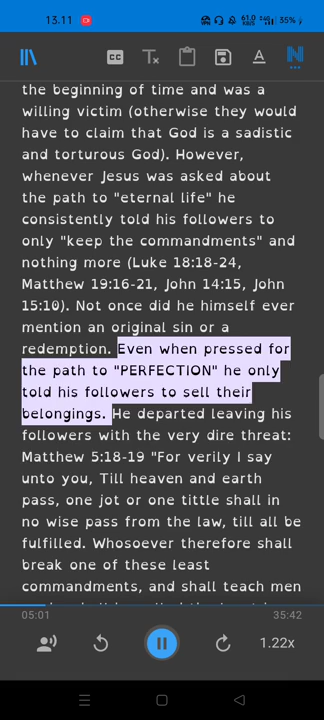 13.11
61.0 KB/S
35%
CC
N
the beginning of time and was a
willing victim (otherwise they would
have to claim that God is a sadistic
and torturous God). However,
whenever Jesus was asked about
the path to "eternal life" he
consistently told his followers to
only "keep the commandments" and
nothing more (Luke 18:18-24,
Matthew 19:16-21, John 14:15, John
15:10). Not once did he himself ever
mention an original sin or a
redemption. Even when pressed for
the path to "PERFECTION" he only
told his followers to sell their
belongings. He departed leaving his
followers with the very dire threat:
Matthew 5:18-19 "For verily I say
unto you, Till heaven and earth
pass, one jot or one tittle shall in
no wise pass from the law, till all be
fulfilled. Whosoever therefore shall
break one of these least
commandments, and shall teach men
05:01
35:42
1.22x